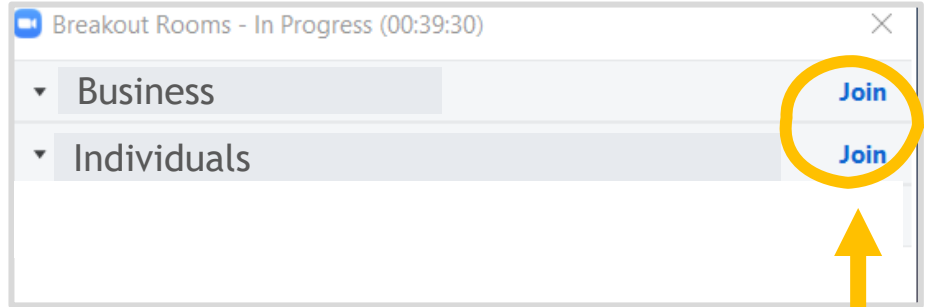 Breakout Rooms - In Progress (00:39:30)
Business Join
Individuals Join